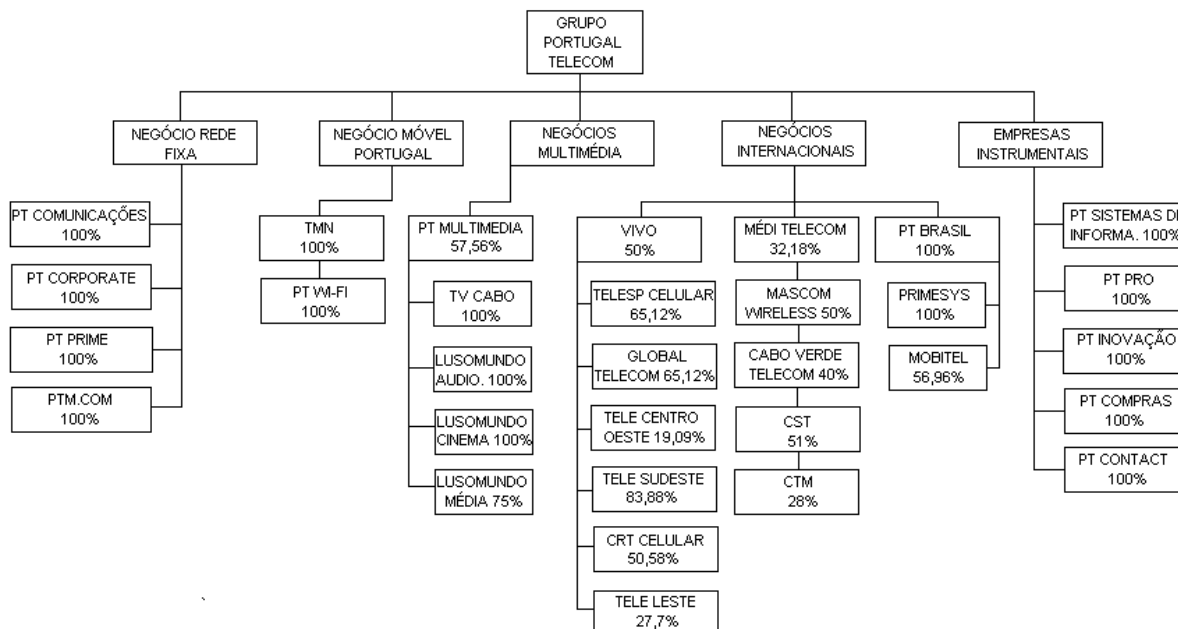 GRUPO
PORTUGAL
TELECOM
NEGÓCIO REDE
FIXA
NEGÓCIO MÓVEL
PORTUGAL
NEGÓCIOS
MULTIMÉDIA
NEGÓCIOS
INTERNACIONAIS
EMPRESAS
INSTRUMENTAIS
PT COMUNICAÇÕES
100%
PT CORPORATE
100%
PT PRIME
100%
PTM.COM
100%
TMN
100%
PT WI-FI
100%
PT MULTIMEDIA
57,56%
TV CABO
100%
LUSOMUNDO
AUDIO. 100%
LUSOMUNDO
CINEMA 100%
LUSOMUNDO
MÉDIA 75%
VIVO
50%
TELESP CELULAR
65,12%
GLOBAL
TELECOM 65,12%
TELE CENTRO
OESTE 19,09%
TELE SUDESTE
83,88%
CRT CELULAR
50,58%
TELE LESTE
27,7%
MÉDI TELECOM
32,18%
MASCOM
WIRELESS 50%
CABO VERDE
TELECOM 40%
CST
51%
CTM
28%
PT BRASIL
100%
PRIMESYS
100%
MOBITEL
56,96%
PT SISTEMAS DE
INFORMA. 100%
PT PRO
100%
PT INOVAÇÃO
100%
PT COMPRAS
100%
PT CONTACT
100%